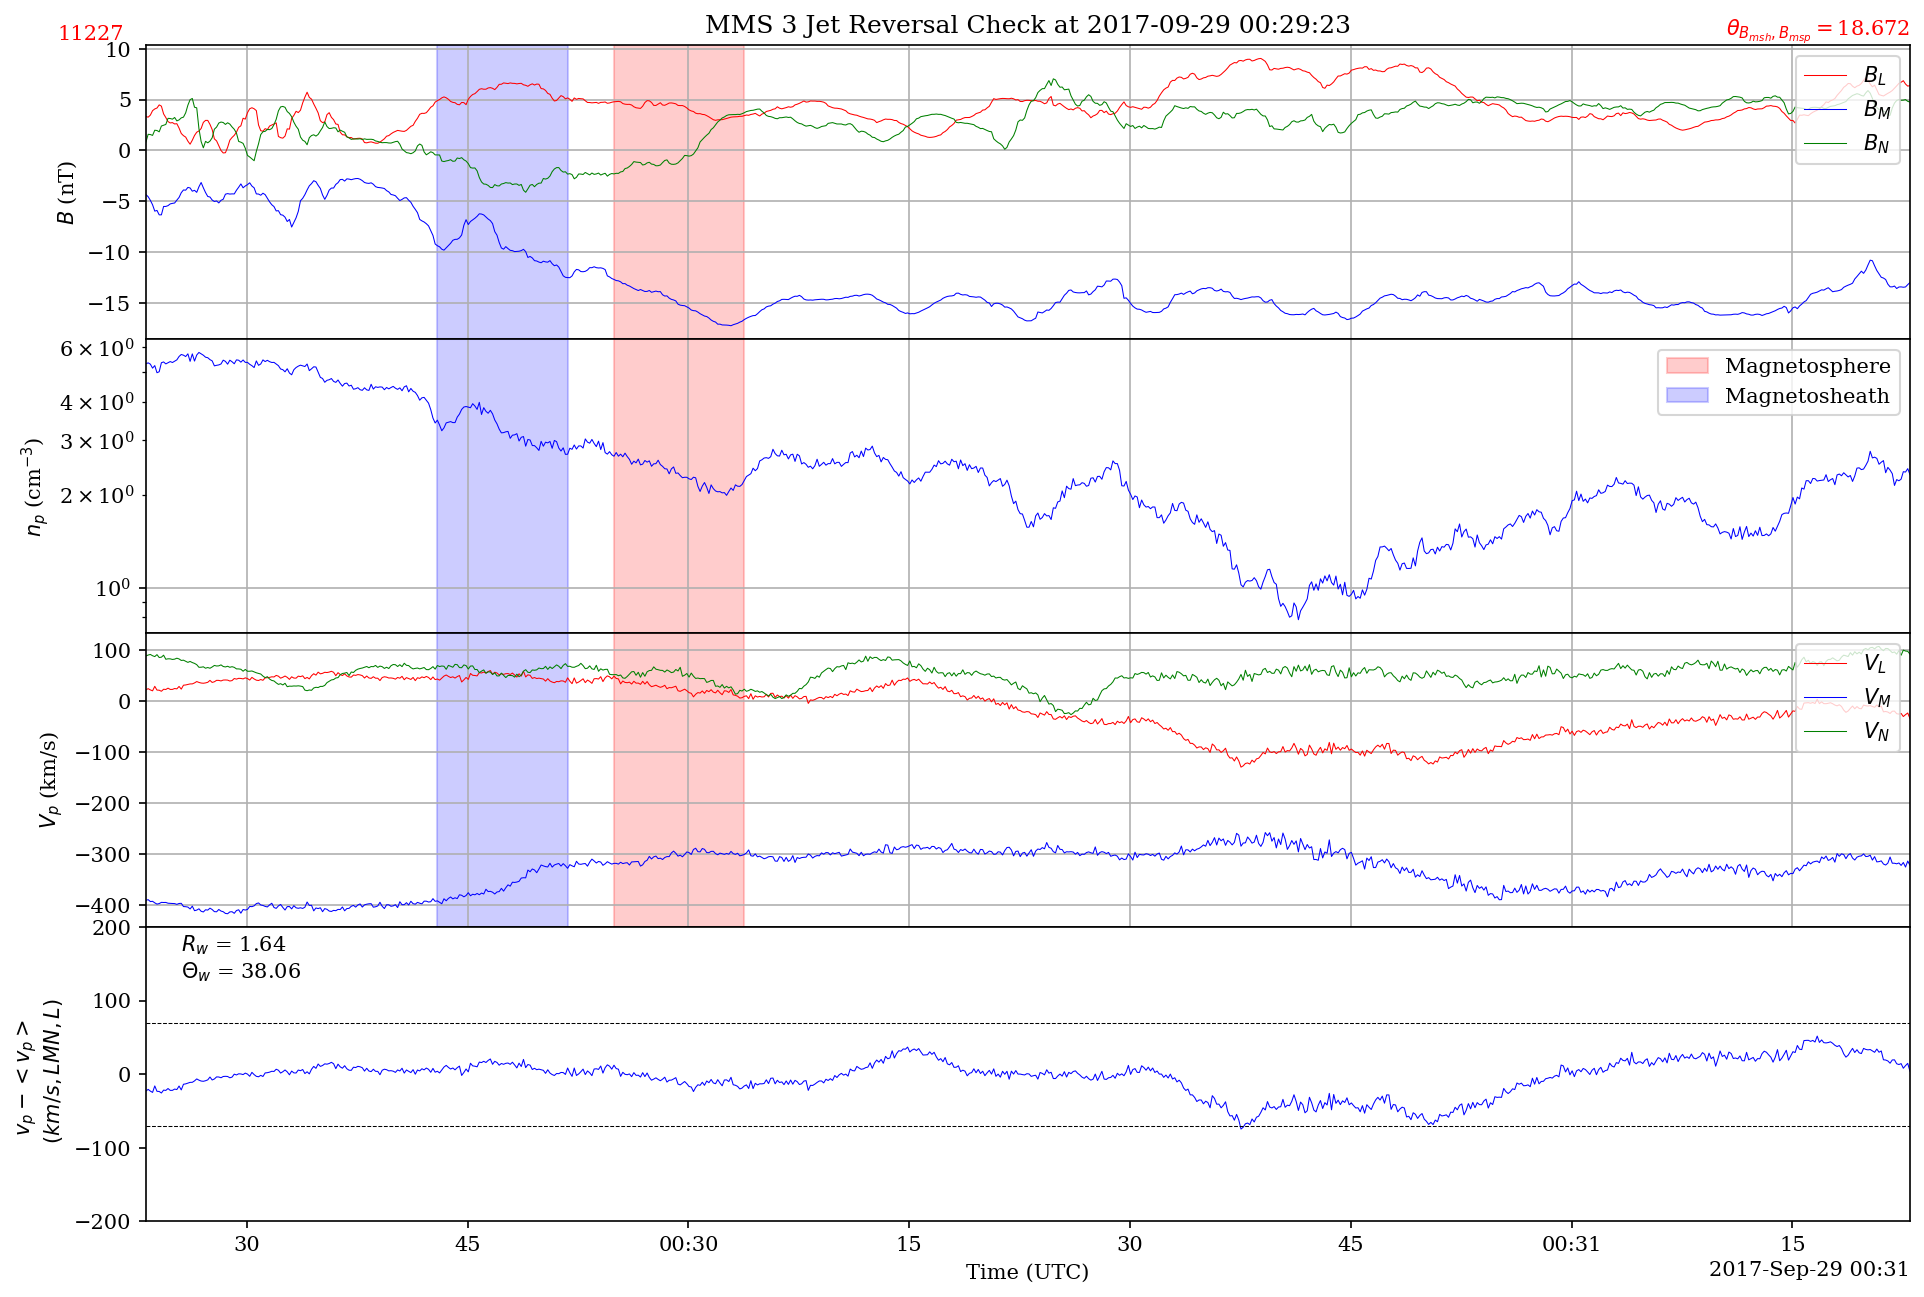 11227
MMS 3 Jet Reversal Check at 2017-09-29 00:29:23
θ_{B_{msh}, B_{msp}} = 18.672
10
5
0
−5
−10
−15
B (nT)
B_L
B_M
B_N
6 × 10^0
4 × 10^0
3 × 10^0
2 × 10^0
10^0
n_p (cm^{−3})
Magnetosphere
Magnetosheath
100
0
−100
−200
−300
−400
V_p (km/s)
V_L
V_M
V_N
200
100
0
−100
−200
v_p − < v_p >
(km/s, LMN, L)
R_w = 1.64
Θ_w = 38.06
30 45 00:30 15 30 45 00:31 15
Time (UTC)
2017-Sep-29 00:31